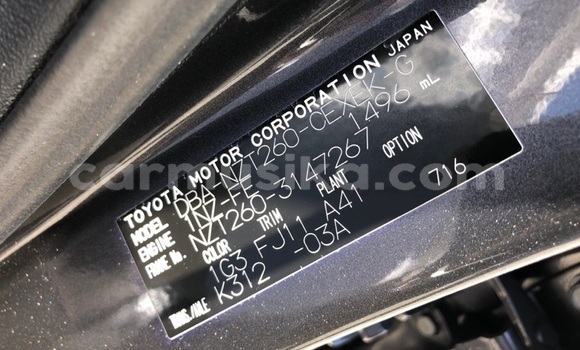 TOYOTA MOTOR CORPORATION JAPAN
MODEL DBA-NZT260-CEXEK-G
ENGINE 1NZ-FE 1496 mL
FRAME No. NZT260-3147267
COLOR TRIM PLANT OPTION
1G3 FJ11 A41 716
TRANS/AXLE K312 -03A
carmusika.com